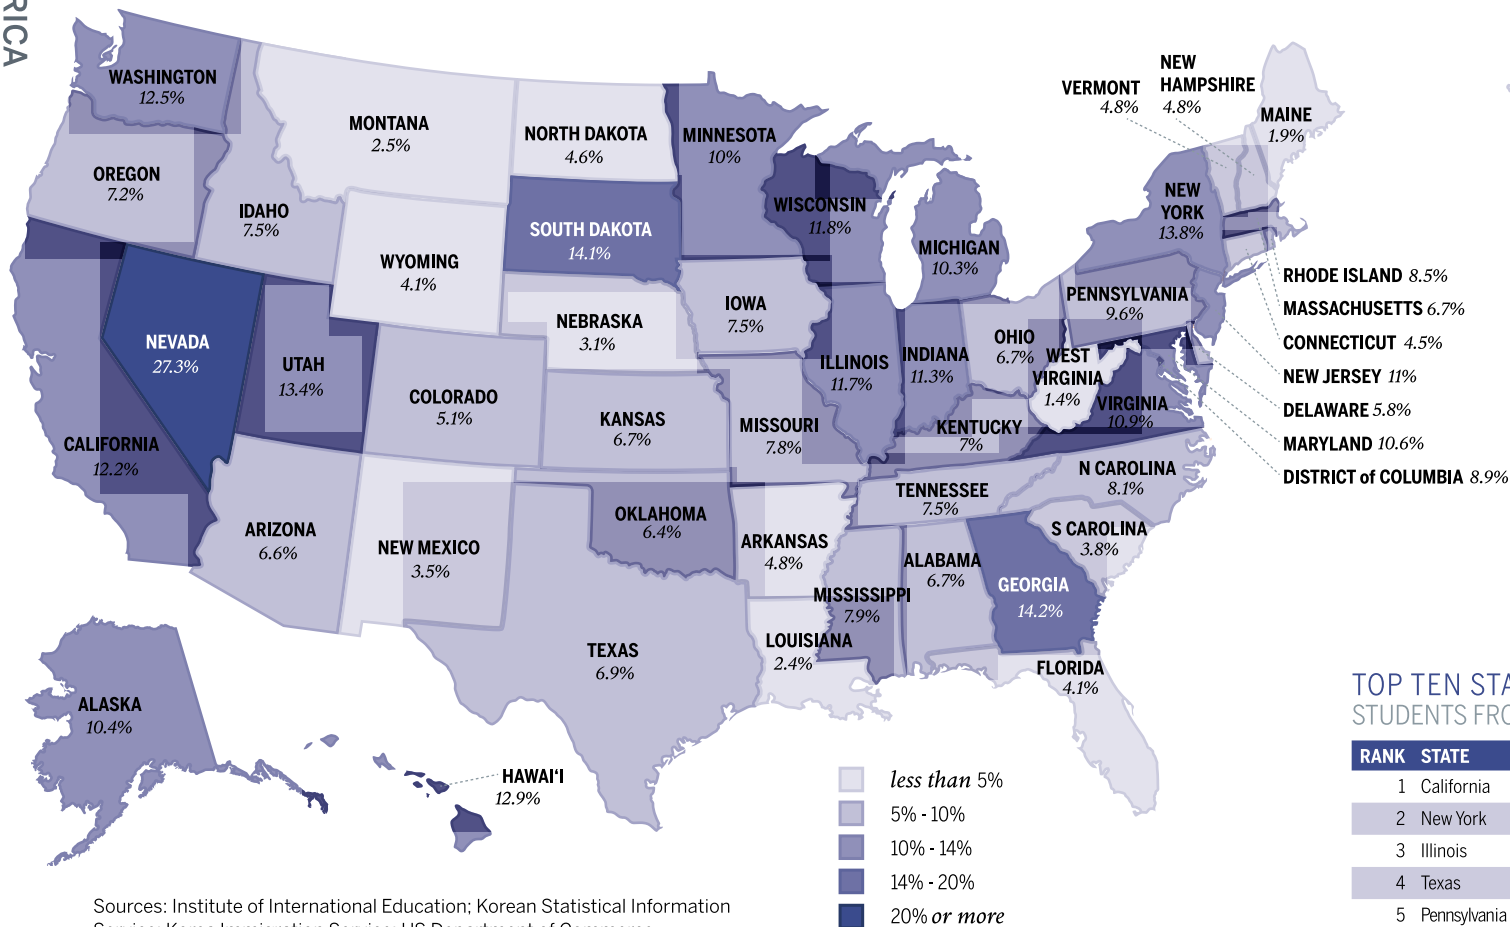 RICA
WASHINGTON
12.5%
MONTANA
2.5%
NORTH DAKOTA
4.6%
MINNESOTA
10%
VERMONT
4.8%
NEW
HAMPSHIRE
4.8%
MAINE
1.9%
OREGON
7.2%
IDAHO
7.5%
SOUTH DAKOTA
14.1%
WISCONSIN
11.8%
NEW
YORK
13.8%
WYOMING
4.1%
MICHIGAN
10.3%
RHODE ISLAND 8.5%
MASSACHUSETTS 6.7%
CONNECTICUT 4.5%
NEW JERSEY 11%
DELAWARE 5.8%
MARYLAND 10.6%
DISTRICT of COLUMBIA 8.9%
NEVADA
27.3%
UTAH
13.4%
NEBRASKA
3.1%
IOWA
7.5%
PENNSYLVANIA
9.6%
OHIO
6.7%
ILLINOIS
11.7%
INDIANA
11.3%
WEST
VIRGINIA
1.4%
VIRGINIA
10.9%
COLORADO
5.1%
KANSAS
6.7%
MISSOURI
7.8%
KENTUCKY
7%
CALIFORNIA
12.2%
N CAROLINA
8.1%
TENNESSEE
7.5%
ARIZONA
6.6%
NEW MEXICO
3.5%
OKLAHOMA
6.4%
ARKANSAS
4.8%
S CAROLINA
3.8%
ALABAMA
6.7%
GEORGIA
14.2%
MISSISSIPPI
7.9%
TEXAS
6.9%
LOUISIANA
2.4%
FLORIDA
4.1%
ALASKA
10.4%
HAWAI‘I
12.9%
less than 5%
5% - 10%
10% - 14%
14% - 20%
20% or more
TOP TEN STA
STUDENTS FRO
RANK STATE
1 California
2 New York
3 Illinois
4 Texas
5 Pennsylvania
Sources: Institute of International Education; Korean Statistical Information
Service; Korea Immigration Service; US Department of Commerce